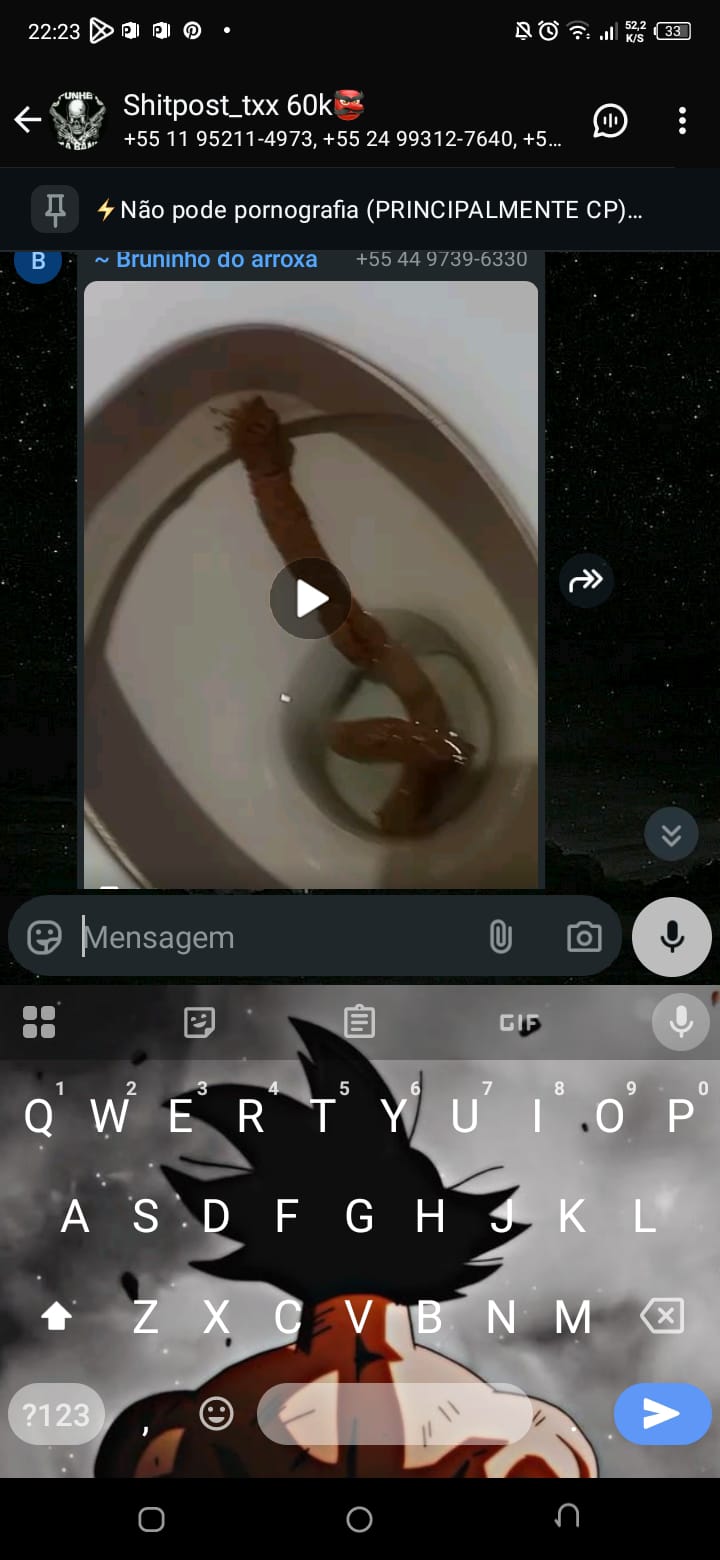 22:23
52,2
K/S
33
Shitpost_txx 60k👺
+55 11 95211-4973, +55 24 99312-7640, +5...
⚡Não pode pornografia (PRINCIPALMENTE CP)...
B
~ Bruninho do arroxa +55 44 9739-6330
Mensagem
GIF
1 2 3 4 5 6 7 8 9 0
Q W E R T Y U I O P
A S D F G H J K L
Z X C V B N M
?123 , .